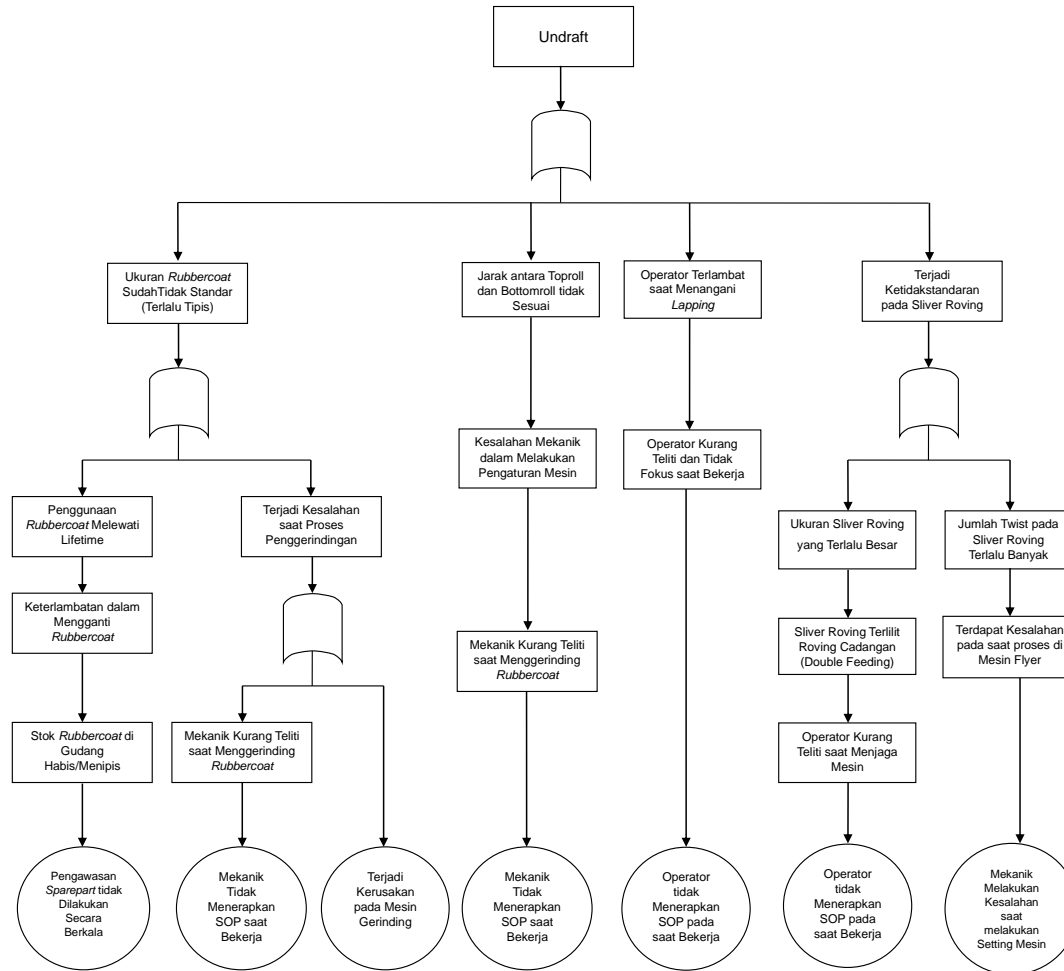 Undraft
Ukuran Rubbercoat
SudahTidak Standar
(Terlalu Tipis)
Jarak antara Toproll
dan Bottomroll tidak
Sesuai
Operator Terlambat
saat Menangani
Lapping
Terjadi
Ketidakstandaran
pada Sliver Roving
Kesalahan Mekanik
dalam Melakukan
Pengaturan Mesin
Operator Kurang
Teliti dan Tidak
Fokus saat Bekerja
Penggunaan
Rubbercoat Melewati
Lifetime
Terjadi Kesalahan
saat Proses
Penggerindingan
Ukuran Sliver Roving
yang Terlalu Besar
Jumlah Twist pada
Sliver Roving
Terlalu Banyak
Keterlambatan dalam
Mengganti
Rubbercoat
Mekanik Kurang Teliti
saat Menggerinding
Rubbercoat
Sliver Roving Terlilit
Roving Cadangan
(Double Feeding)
Terdapat Kesalahan
pada saat proses di
Mesin Flyer
Stok Rubbercoat di
Gudang
Habis/Menipis
Mekanik Kurang Teliti
saat Menggerinding
Rubbercoat
Operator Kurang
Teliti saat Menjaga
Mesin
Pengawasan
Sparepart tidak
Dilakukan
Secara
Berkala
Mekanik
Tidak
Menerapkan
SOP saat
Bekerja
Terjadi
Kerusakan
pada Mesin
Gerinding
Mekanik
Tidak
Menerapkan
SOP saat
Bekerja
Operator
tidak
Menerapkan
SOP pada
saat Bekerja
Operator
tidak
Menerapkan
SOP pada
saat Bekerja
Mekanik
Melakukan
Kesalahan
saat
melakukan
Setting Mesin